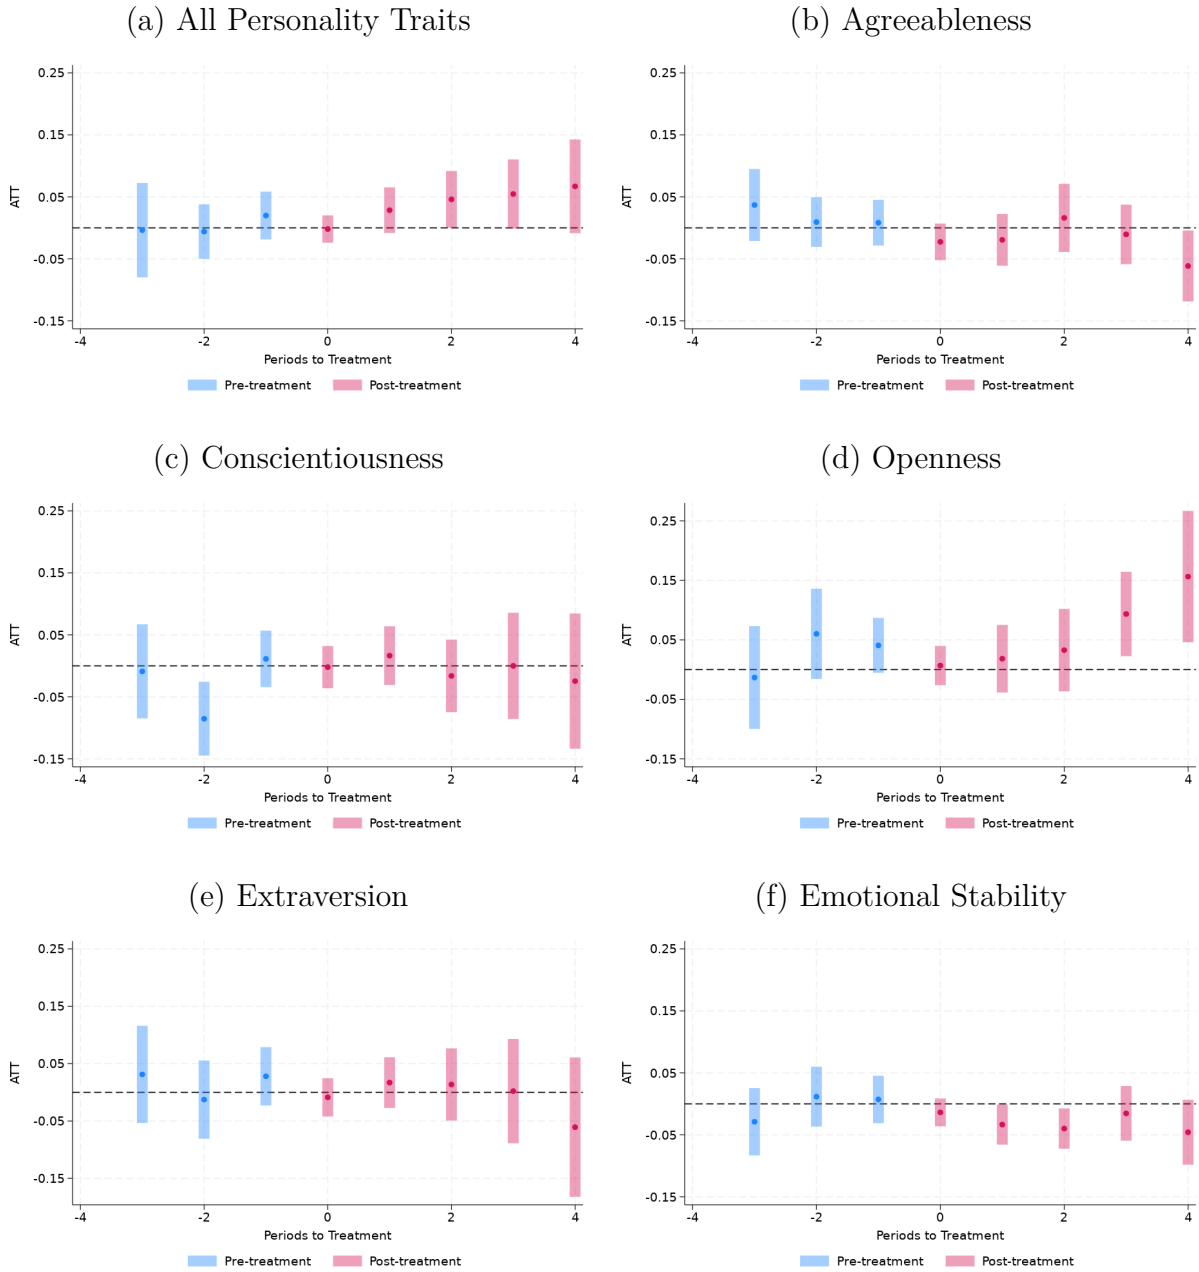 (a) All Personality Traits
0.25
0.15
0.05
-0.05
-0.15
ATT
-4 -2 0 2 4
Periods to Treatment
Pre-treatment Post-treatment
(b) Agreeableness
0.25
0.15
0.05
-0.05
-0.15
ATT
-4 -2 0 2 4
Periods to Treatment
Pre-treatment Post-treatment
(c) Conscientiousness
0.25
0.15
0.05
-0.05
-0.15
ATT
-4 -2 0 2 4
Periods to Treatment
Pre-treatment Post-treatment
(d) Openness
0.25
0.15
0.05
-0.05
-0.15
ATT
-4 -2 0 2 4
Periods to Treatment
Pre-treatment Post-treatment
(e) Extraversion
0.25
0.15
0.05
-0.05
-0.15
ATT
-4 -2 0 2 4
Periods to Treatment
Pre-treatment Post-treatment
(f) Emotional Stability
0.25
0.15
0.05
-0.05
-0.15
ATT
-4 -2 0 2 4
Periods to Treatment
Pre-treatment Post-treatment